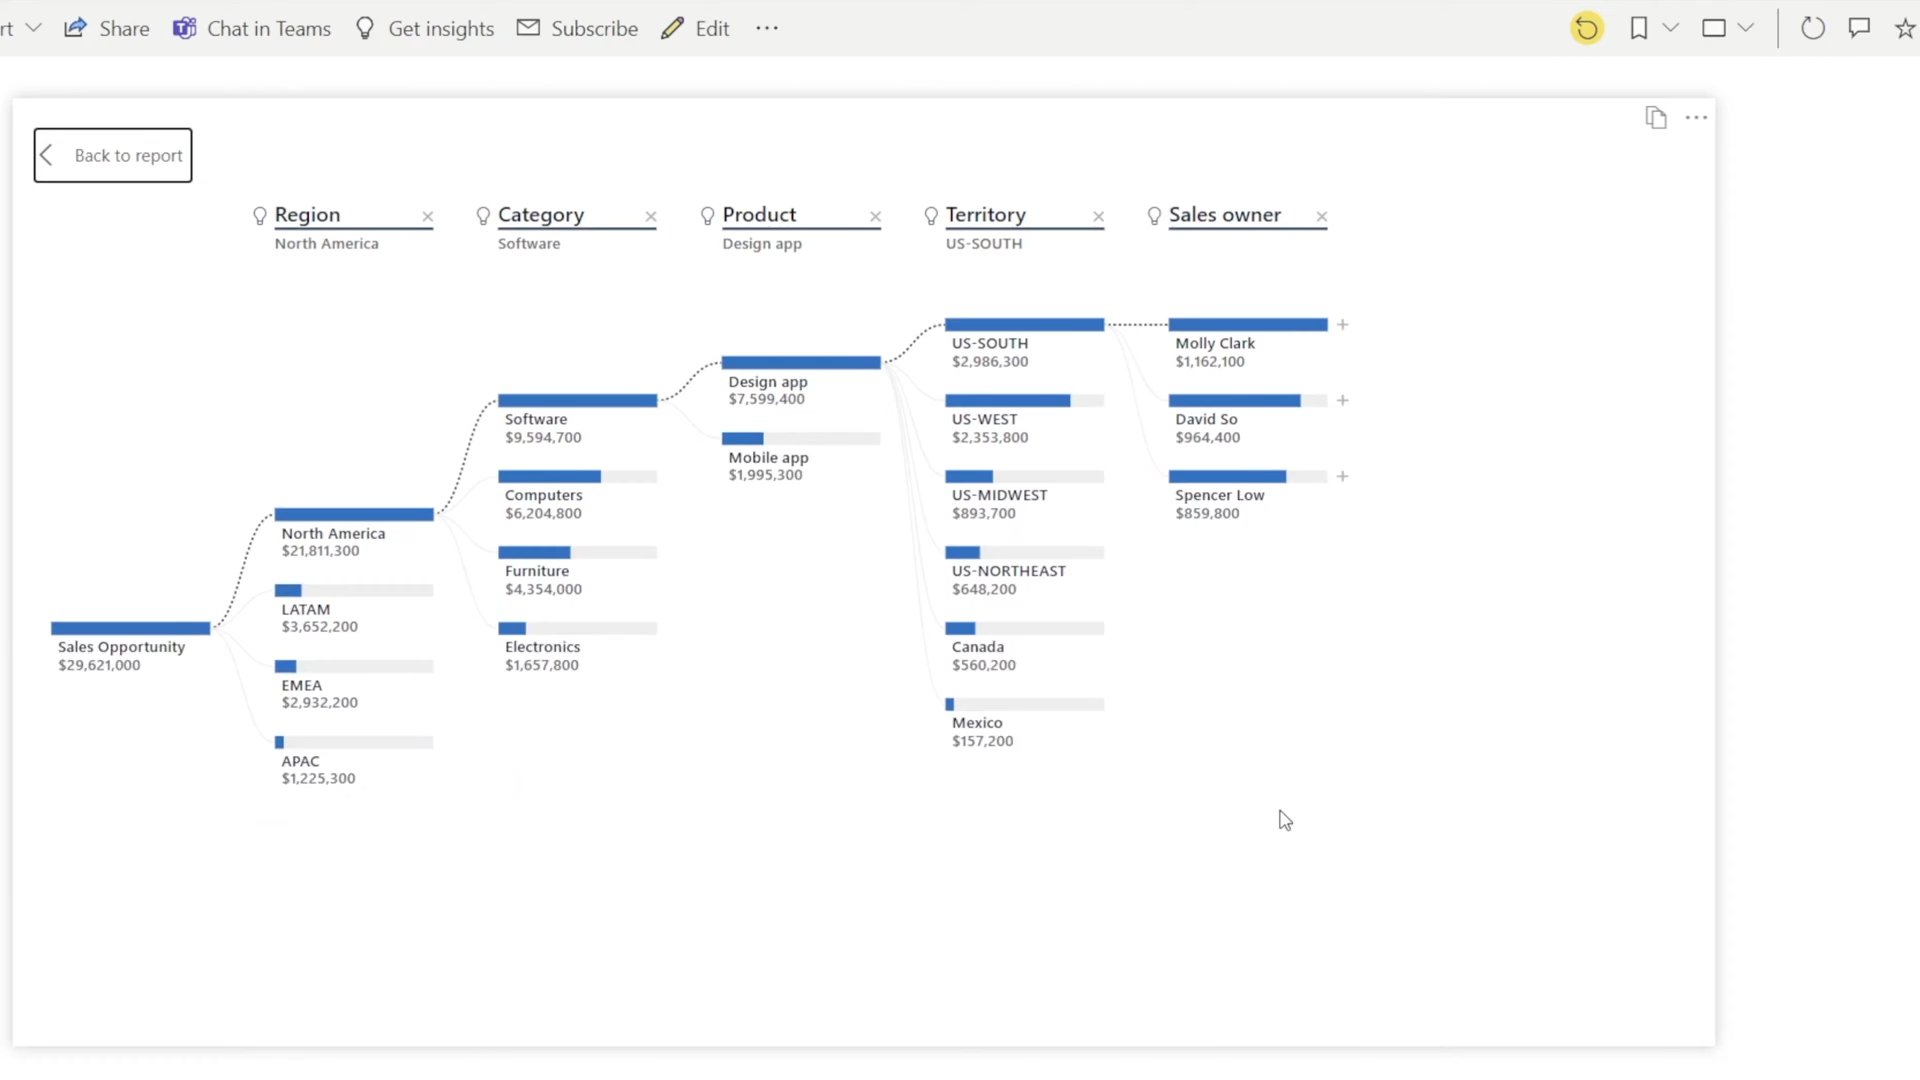 rt
Share
Chat in Teams
Get insights
Subscribe
Edit
Back to report
Region
North America
Category
Software
Product
Design app
Territory
US-SOUTH
Sales owner
Sales Opportunity
$29,621,000
North America
$21,811,300
LATAM
$3,652,200
EMEA
$2,932,200
APAC
$1,225,300
Software
$9,594,700
Computers
$6,204,800
Furniture
$4,354,000
Electronics
$1,657,800
Design app
$7,599,400
Mobile app
$1,995,300
US-SOUTH
$2,986,300
US-WEST
$2,353,800
US-MIDWEST
$893,700
US-NORTHEAST
$648,200
Canada
$560,200
Mexico
$157,200
Molly Clark
$1,162,100
David So
$964,400
Spencer Low
$859,800